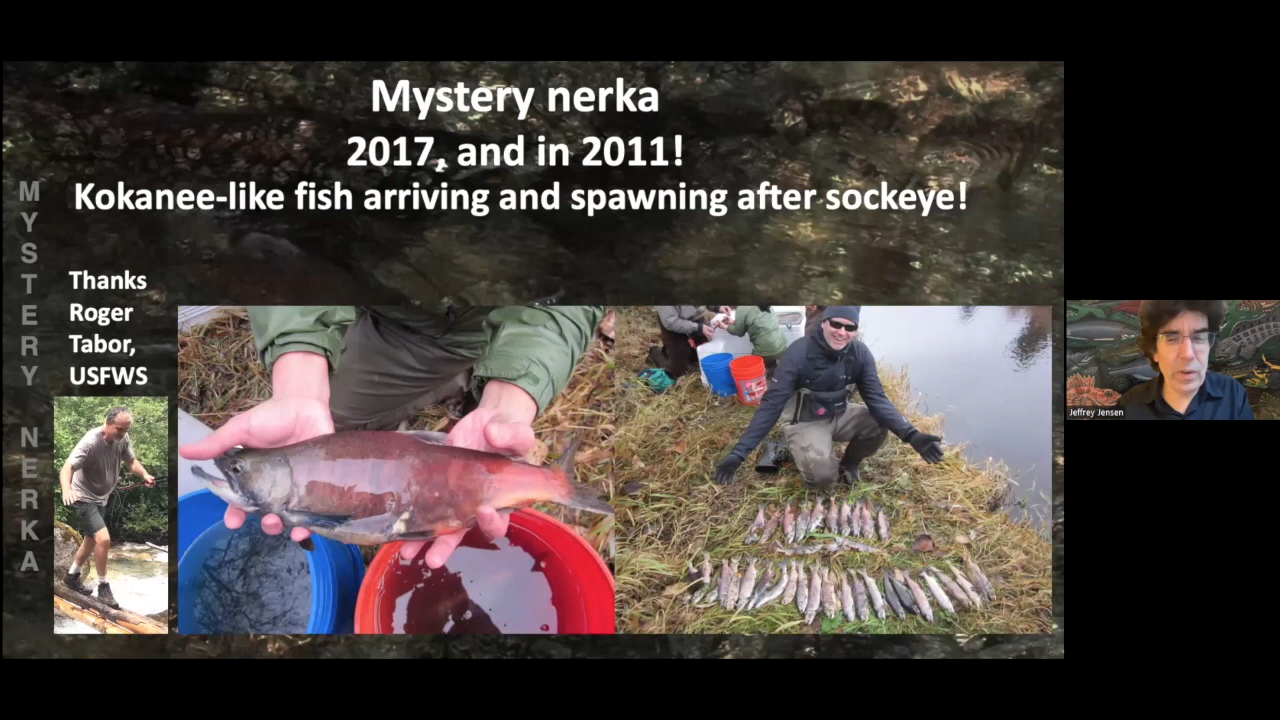 Mystery nerka
2017, and in 2011!
Kokanee-like fish arriving and spawning after sockeye!
MYSTERY NERKA
Thanks
Roger
Tabor,
USFWS
Jeffrey Jensen